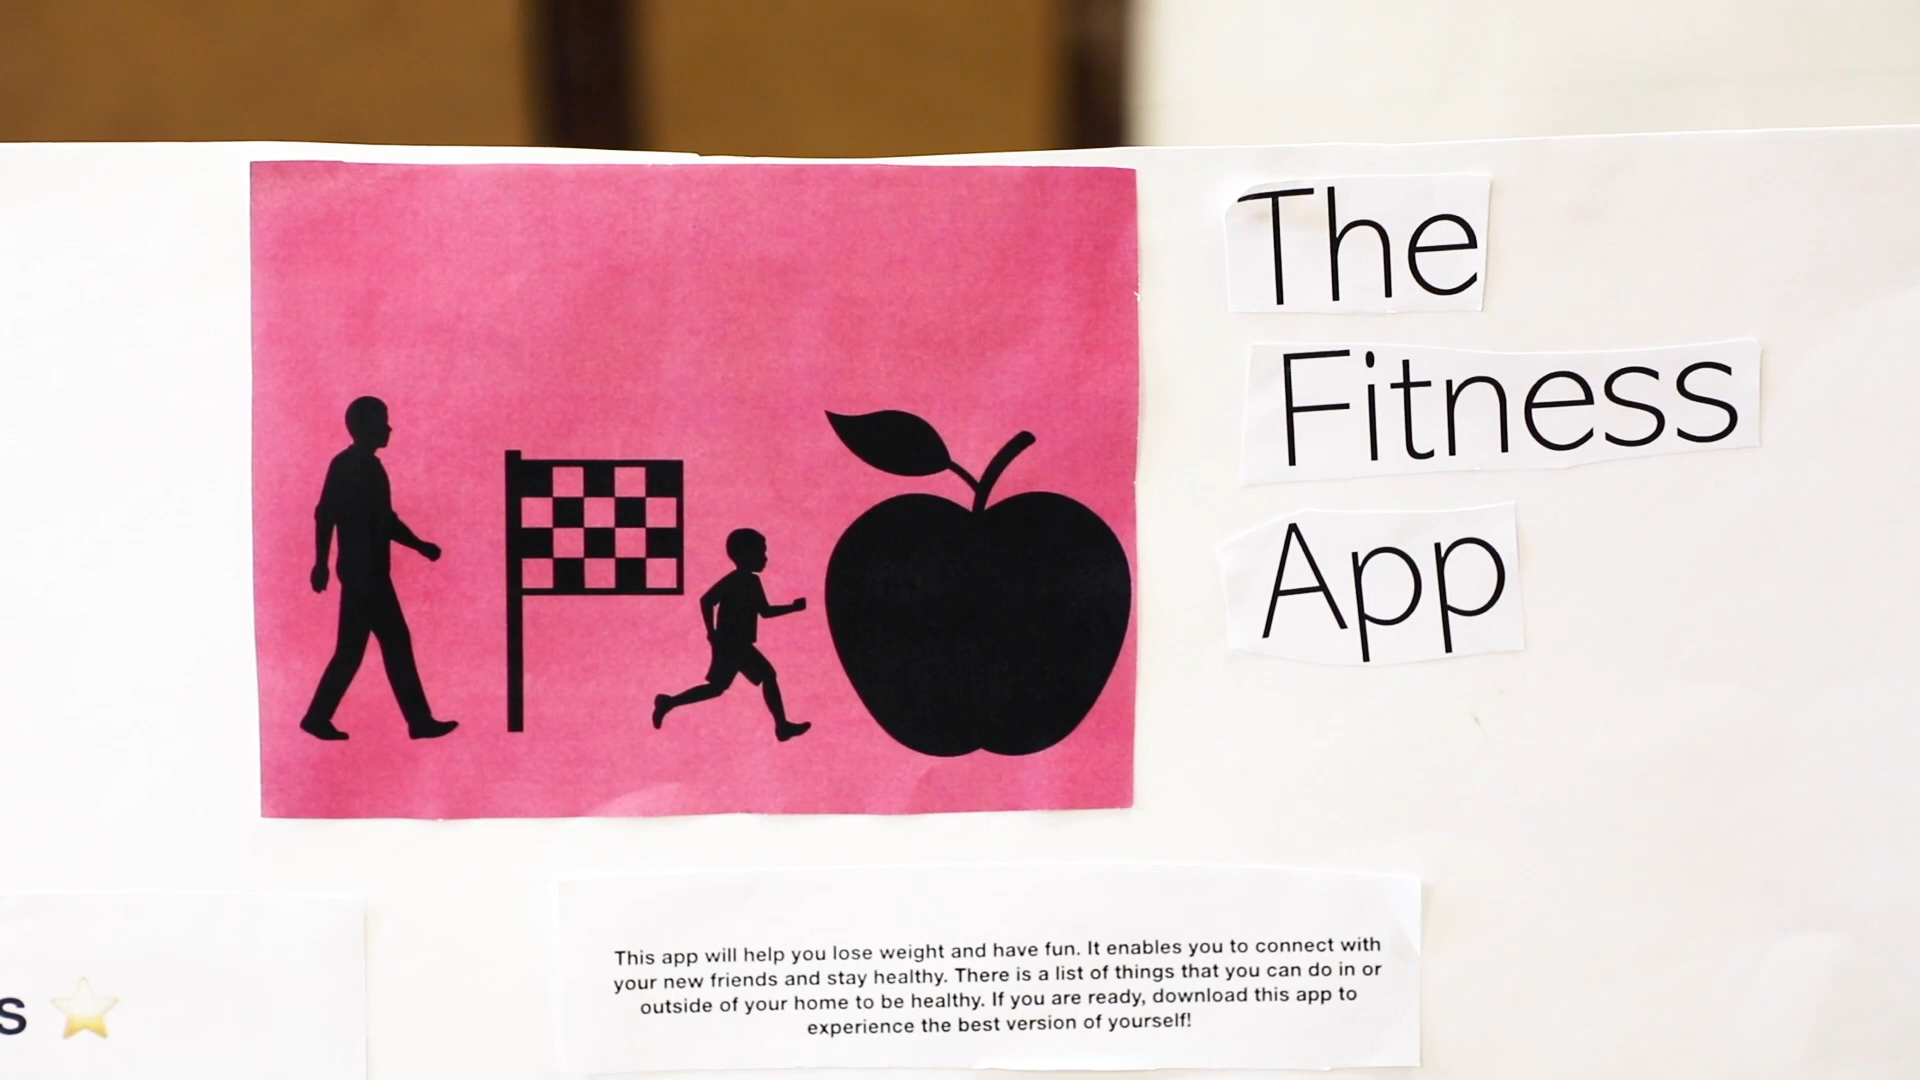 The
Fitness
App
This app will help you lose weight and have fun. It enables you to connect with
your new friends and stay healthy. There is a list of things that you can do in or
outside of your home to be healthy. If you are ready, download this app to
experience the best version of yourself!